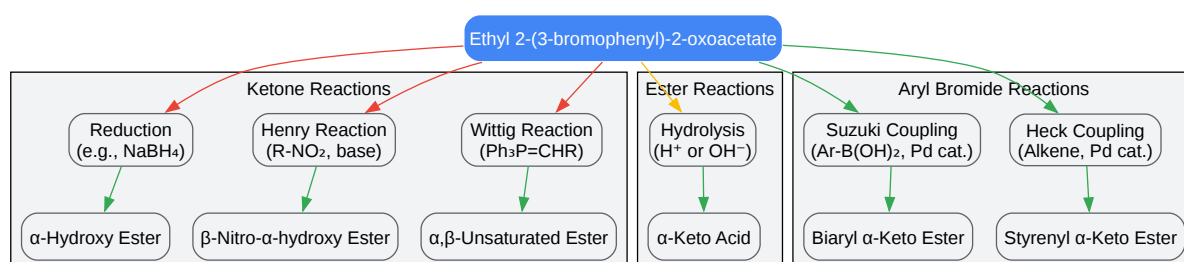 Ethyl 2-(3-bromophenyl)-2-oxoacetate
Ketone Reactions
Ester Reactions
Aryl Bromide Reactions
Reduction
(e.g., NaBH₄)
Henry Reaction
(R-NO₂, base)
Wittig Reaction
(Ph₃P=CHR)
Hydrolysis
(H⁺ or OH⁻)
Suzuki Coupling
(Ar-B(OH)₂, Pd cat.)
Heck Coupling
(Alkene, Pd cat.)
α-Hydroxy Ester
β-Nitro-α-hydroxy Ester
α,β-Unsaturated Ester
α-Keto Acid
Biaryl α-Keto Ester
Styrenyl α-Keto Ester